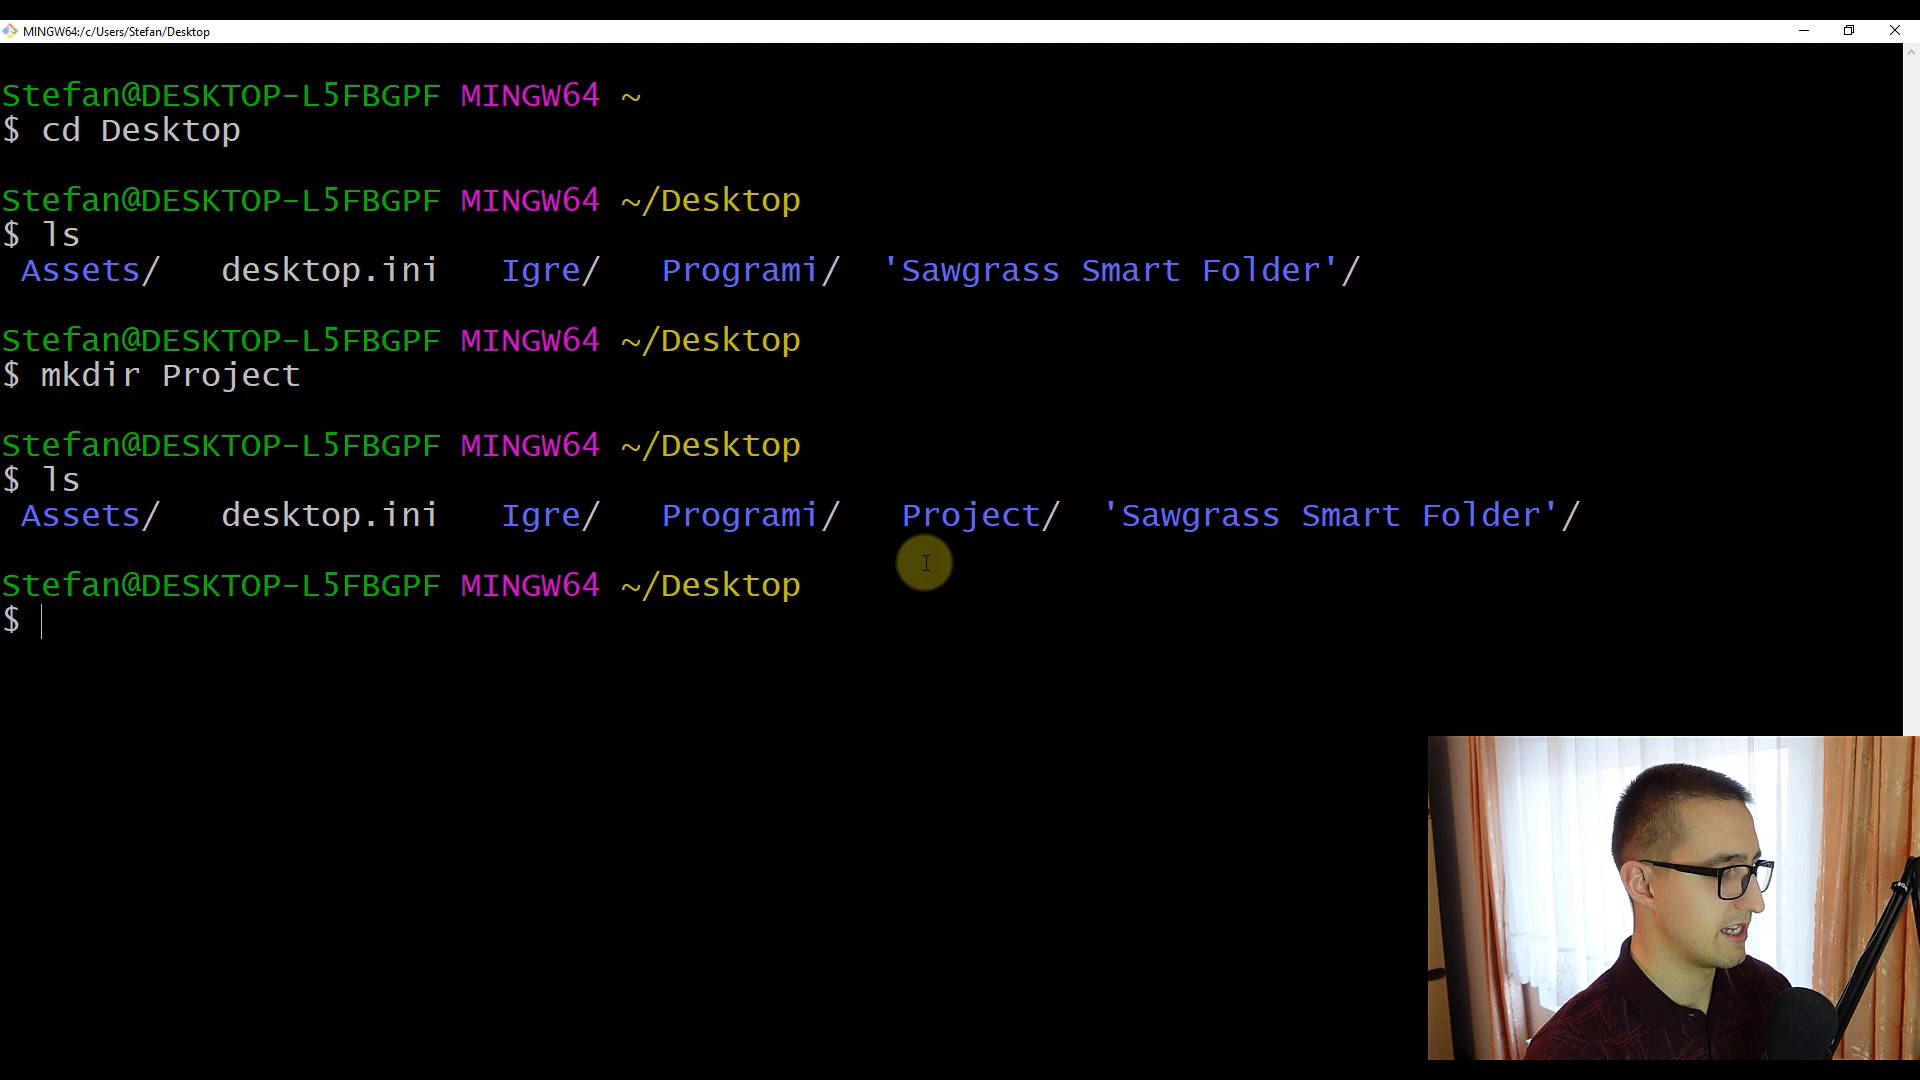 MINGW64:/c/Users/Stefan/Desktop
Stefan@DESKTOP-L5FBGPF MINGW64 ~
$ cd Desktop
Stefan@DESKTOP-L5FBGPF MINGW64 ~/Desktop
$ ls
Assets/ desktop.ini Igre/ Programi/ 'Sawgrass Smart Folder'/
Stefan@DESKTOP-L5FBGPF MINGW64 ~/Desktop
$ mkdir Project
Stefan@DESKTOP-L5FBGPF MINGW64 ~/Desktop
$ ls
Assets/ desktop.ini Igre/ Programi/ Project/ 'Sawgrass Smart Folder'/
Stefan@DESKTOP-L5FBGPF MINGW64 ~/Desktop
$